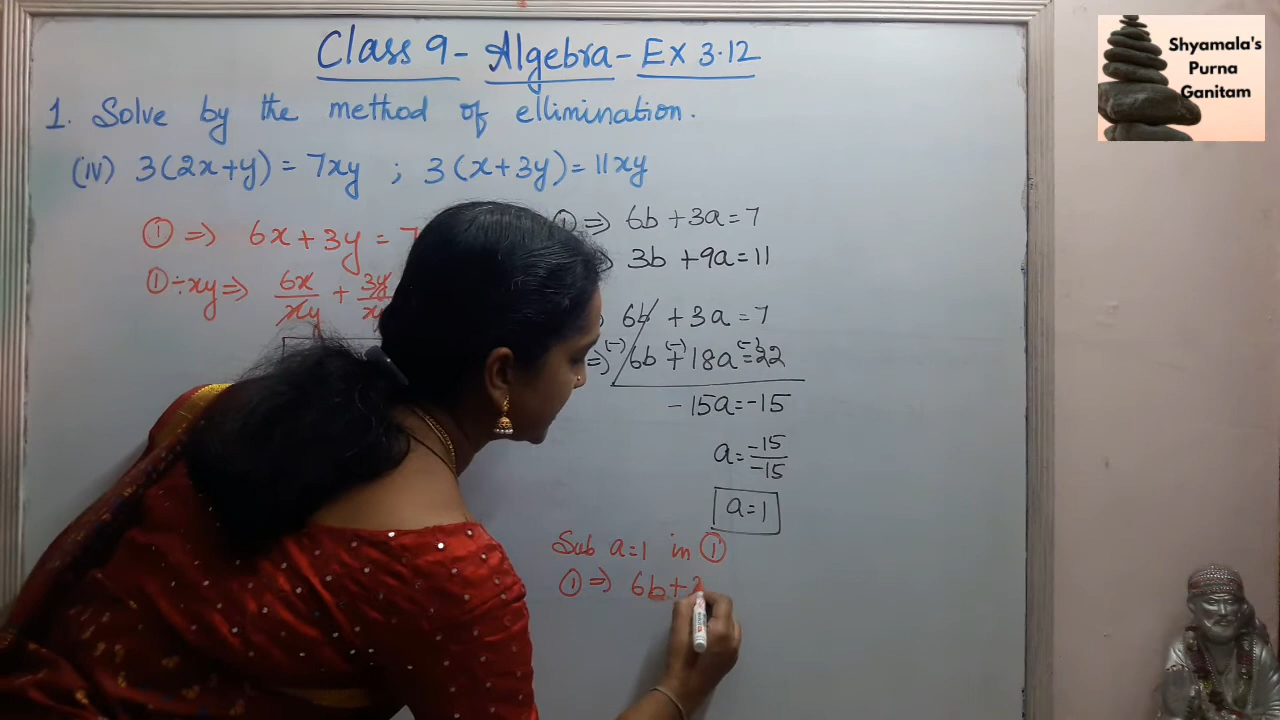 Class 9 - Algebra - Ex 3.12
Shyamala's
Purna
Ganitam
1. Solve by the method of ellimination.
(iv) 3(2x+y) = 7xy ; 3(x+3y) = 11xy
① ⇒ 6x + 3y = 7
① ÷ xy ⇒ 6x/xy + 3y/xy
① ⇒ 6b + 3a = 7
3b + 9a = 11
6b + 3a = 7
⇒ (-) 6b (-) + 18a (-) = 22
-15a = -15
a = -15/-15
a = 1
Sub a=1 in ①
① ⇒ 6b +